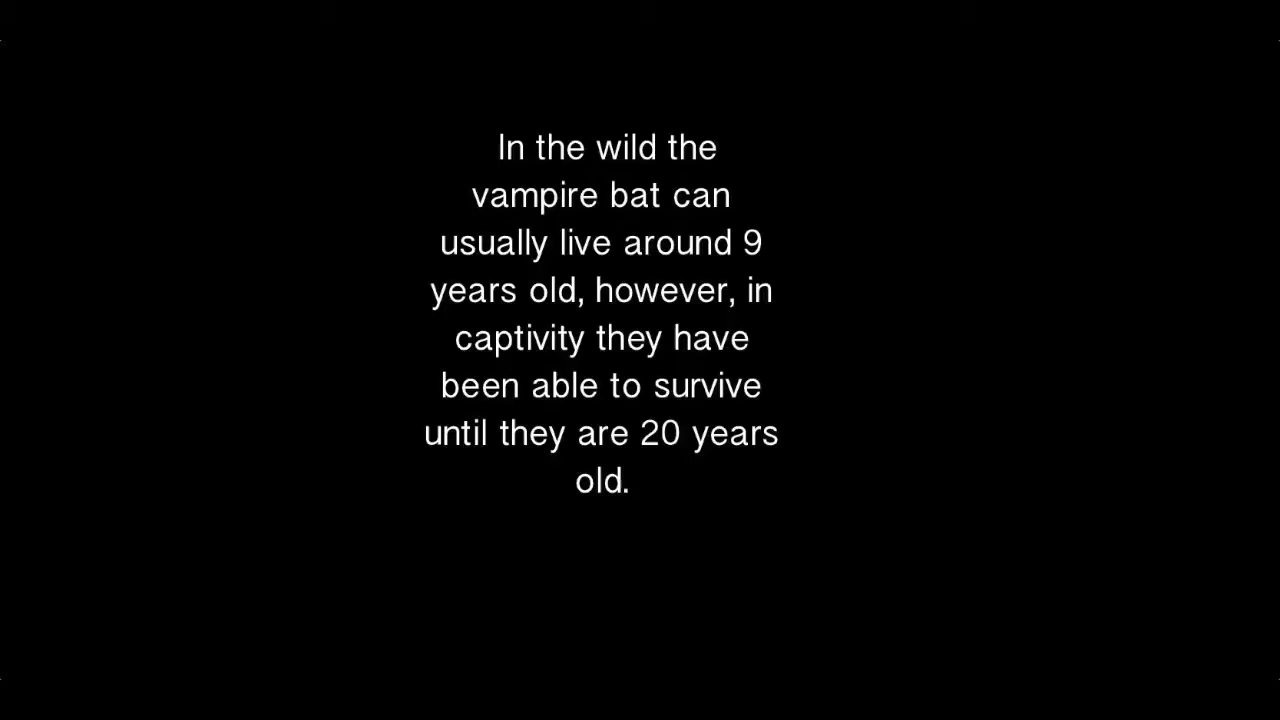 In the wild the
vampire bat can
usually live around 9
years old, however, in
captivity they have
been able to survive
until they are 20 years
old.